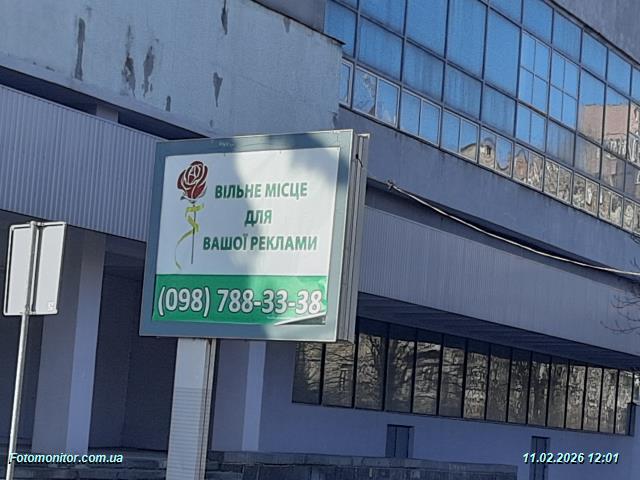 ВІЛЬНЕ МІСЦЕ
ДЛЯ
ВАШОЇ РЕКЛАМИ
(098) 788-33-38
Fotomonitor.com.ua
11.02.2026 12:01